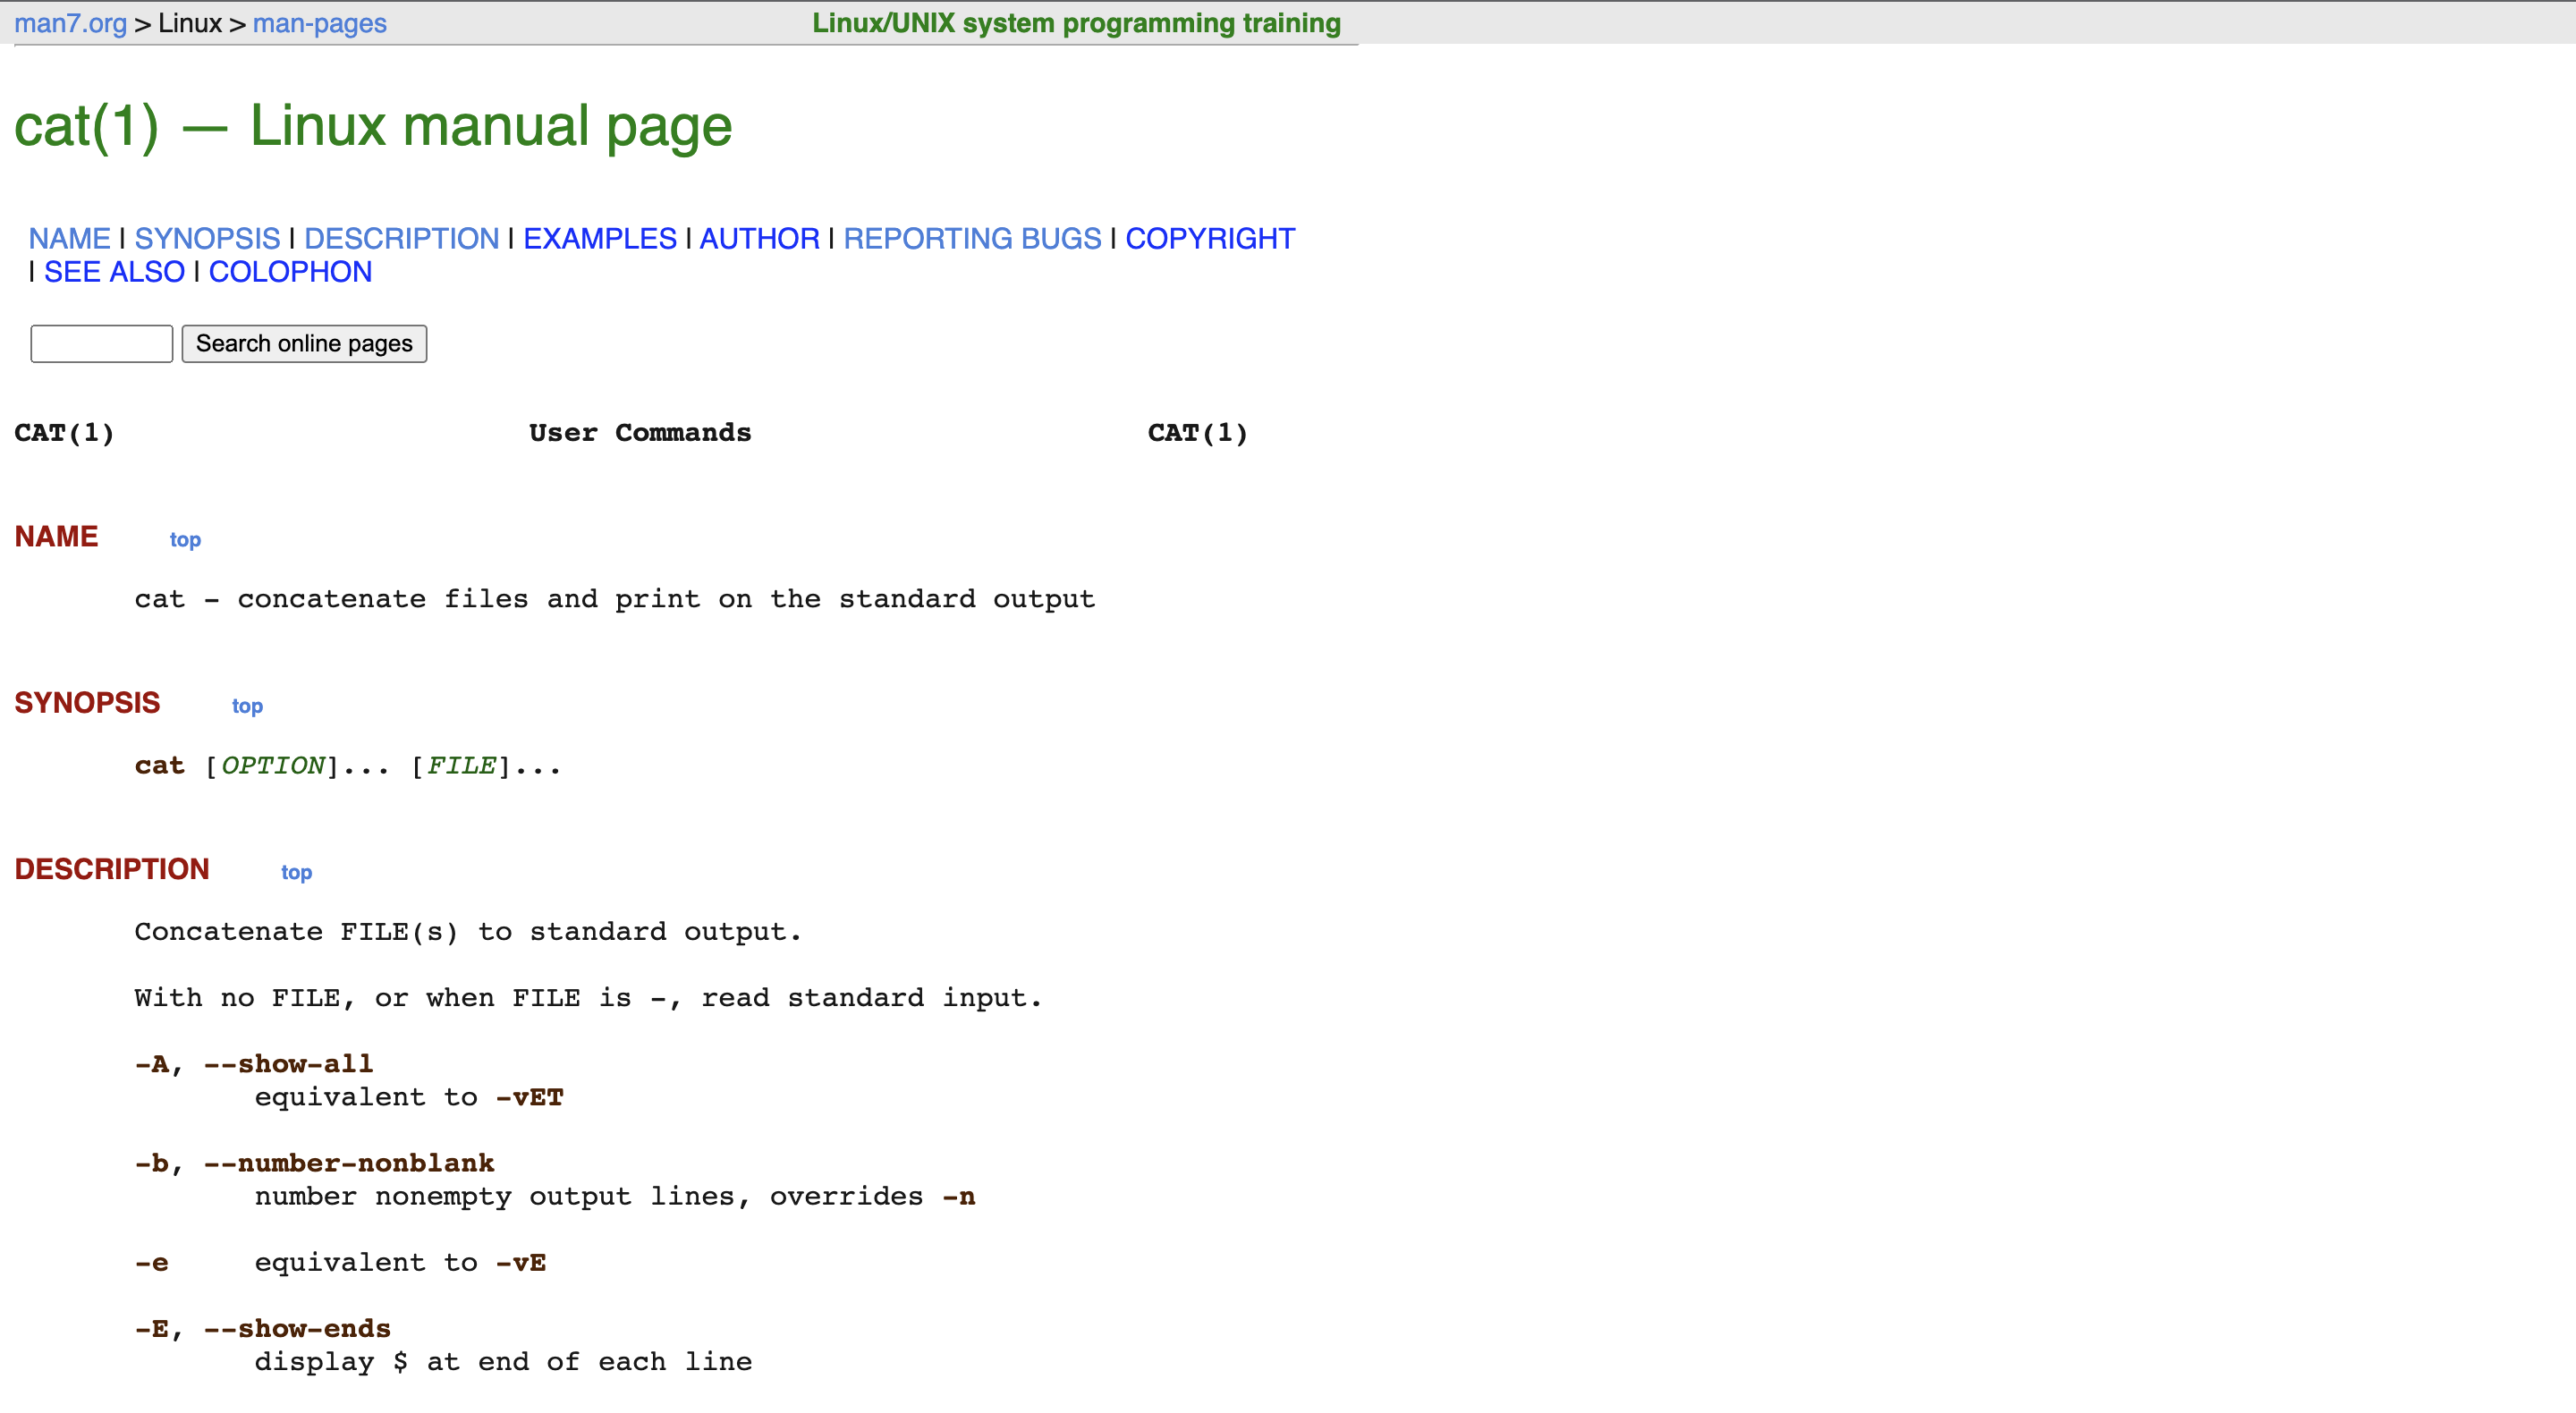 man7.org > Linux > man-pages Linux/UNIX system programming training
cat(1) — Linux manual page
NAME | SYNOPSIS | DESCRIPTION | EXAMPLES | AUTHOR | REPORTING BUGS | COPYRIGHT
| SEE ALSO | COLOPHON
Search online pages
CAT(1) User Commands CAT(1)
NAME top
cat - concatenate files and print on the standard output
SYNOPSIS top
cat [OPTION]... [FILE]...
DESCRIPTION top
Concatenate FILE(s) to standard output.
With no FILE, or when FILE is -, read standard input.
-A, --show-all
equivalent to -vET
-b, --number-nonblank
number nonempty output lines, overrides -n
-e equivalent to -vE
-E, --show-ends
display $ at end of each line